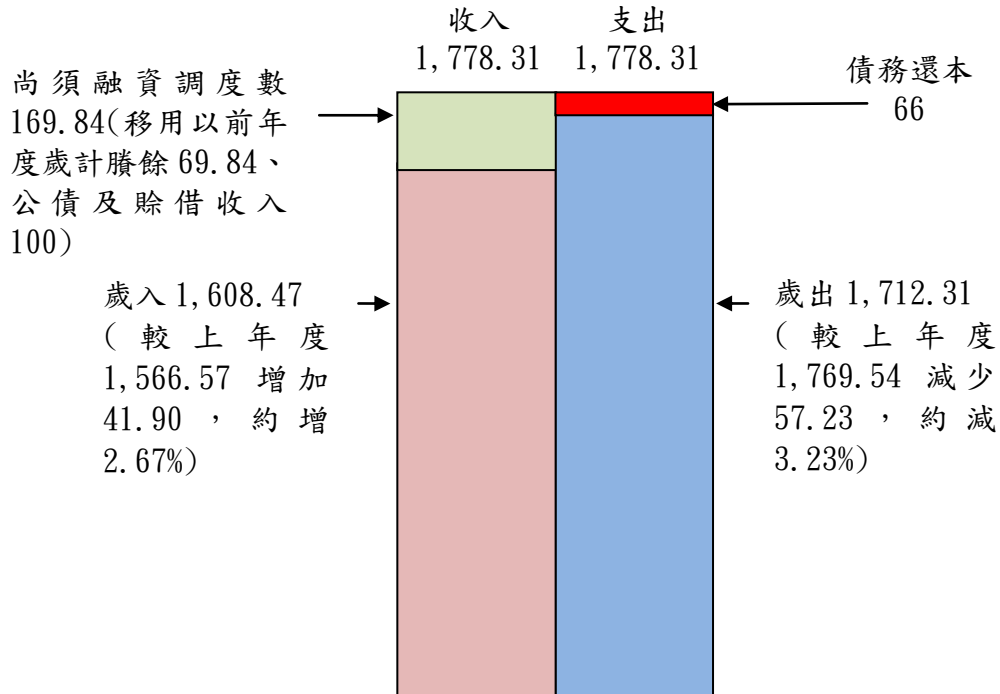 收入
1,778.31
支出
1,778.31
尚須融資調度數
169.84(移用以前年
度歲計賸餘69.84、
公債及賒借收入
100)
債務還本
66
歲入1,608.47
(較上年度
1,566.57 增加
41.90,約增
2.67%)
歲出1,712.31
(較上年度
1,769.54 減少
57.23,約減
3.23%)